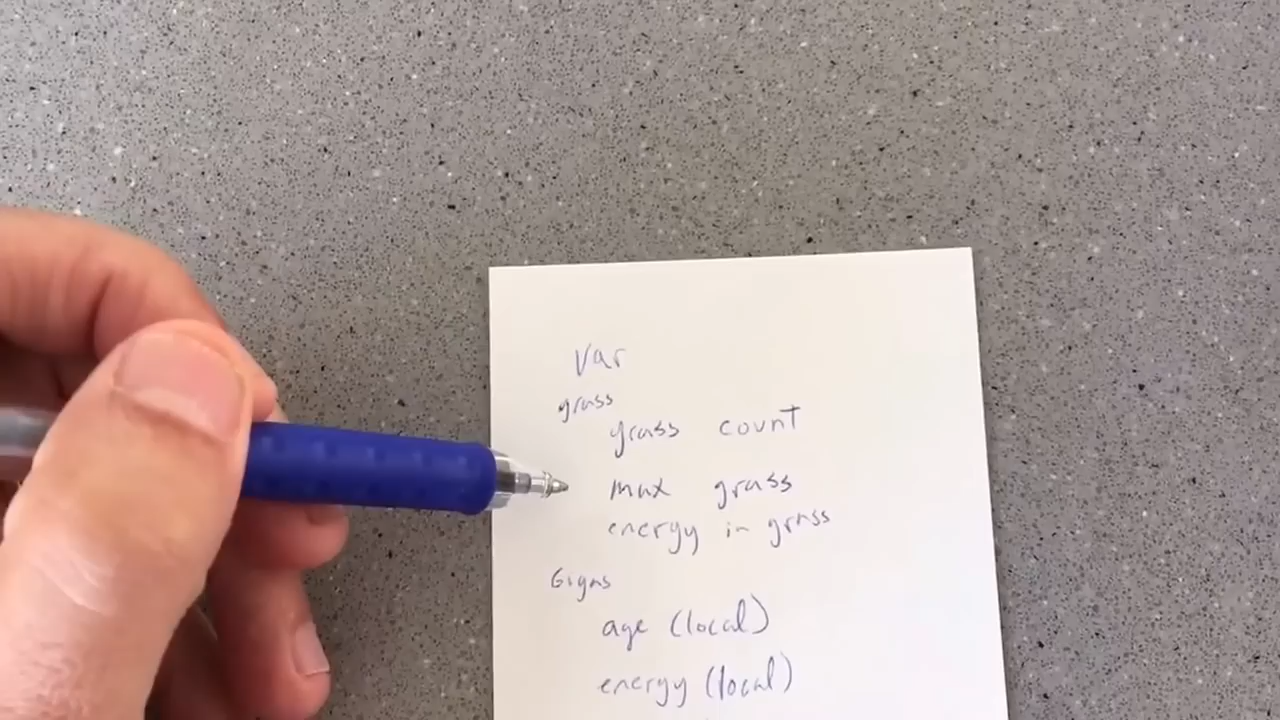 Var
grass
grass count
max grass
energy in grass
Gigas
age (local)
energy (local)